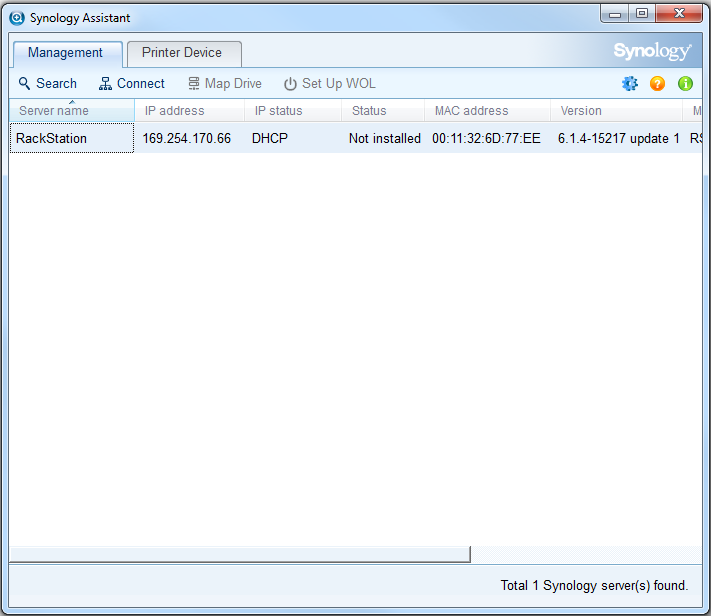 Synology Assistant
Management Printer Device Synology
Search Connect Map Drive Set Up WOL
Server name IP address IP status Status MAC address Version M
RackStation 169.254.170.66 DHCP Not installed 00:11:32:6D:77:EE 6.1.4-15217 update 1 RS
Total 1 Synology server(s) found.